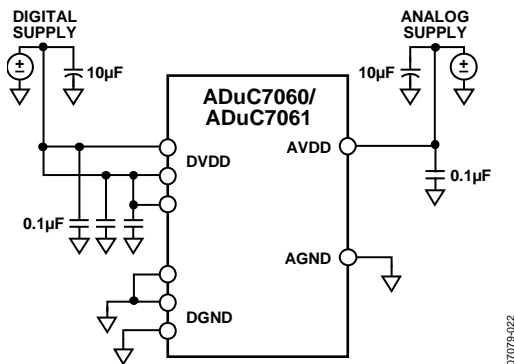 DIGITAL
SUPPLY
ANALOG
SUPPLY
10µF
10µF
ADuC7060/
ADuC7061
DVDD
AVDD
0.1µF
0.1µF
AGND
DGND
07079-022